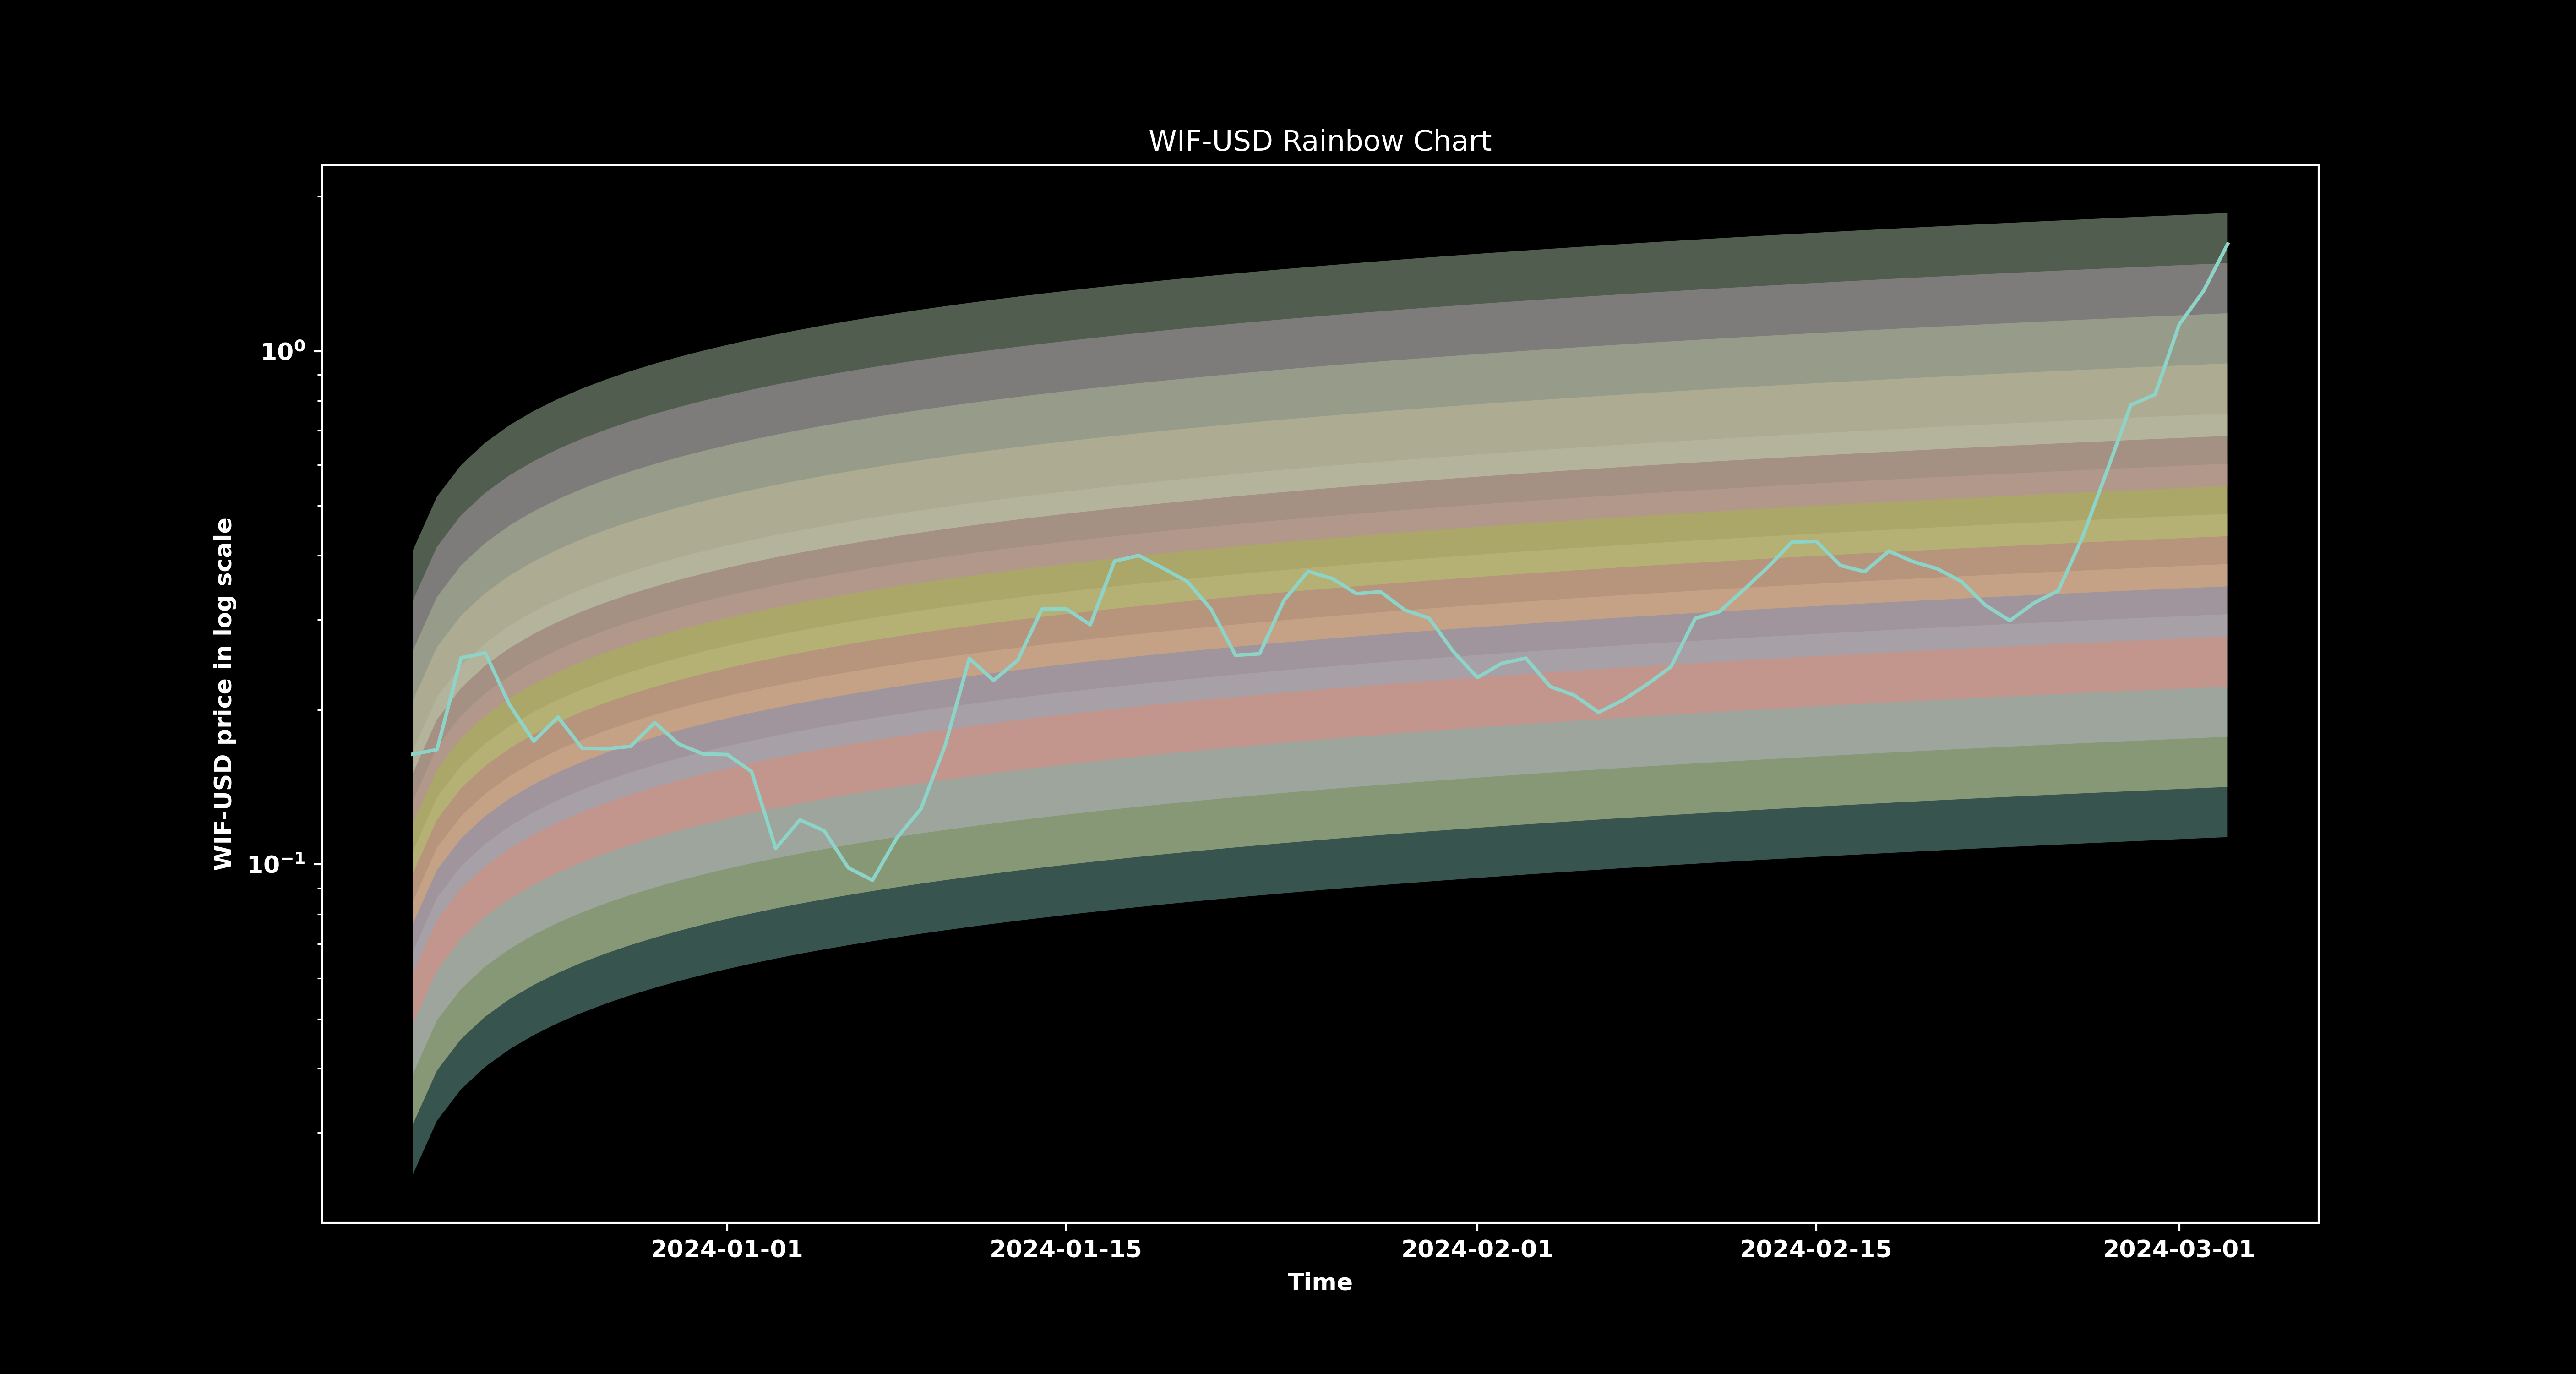 WIF-USD Rainbow Chart
WIF-USD price in log scale
10⁰
10⁻¹
2024-01-01
2024-01-15
2024-02-01
2024-02-15
2024-03-01
Time